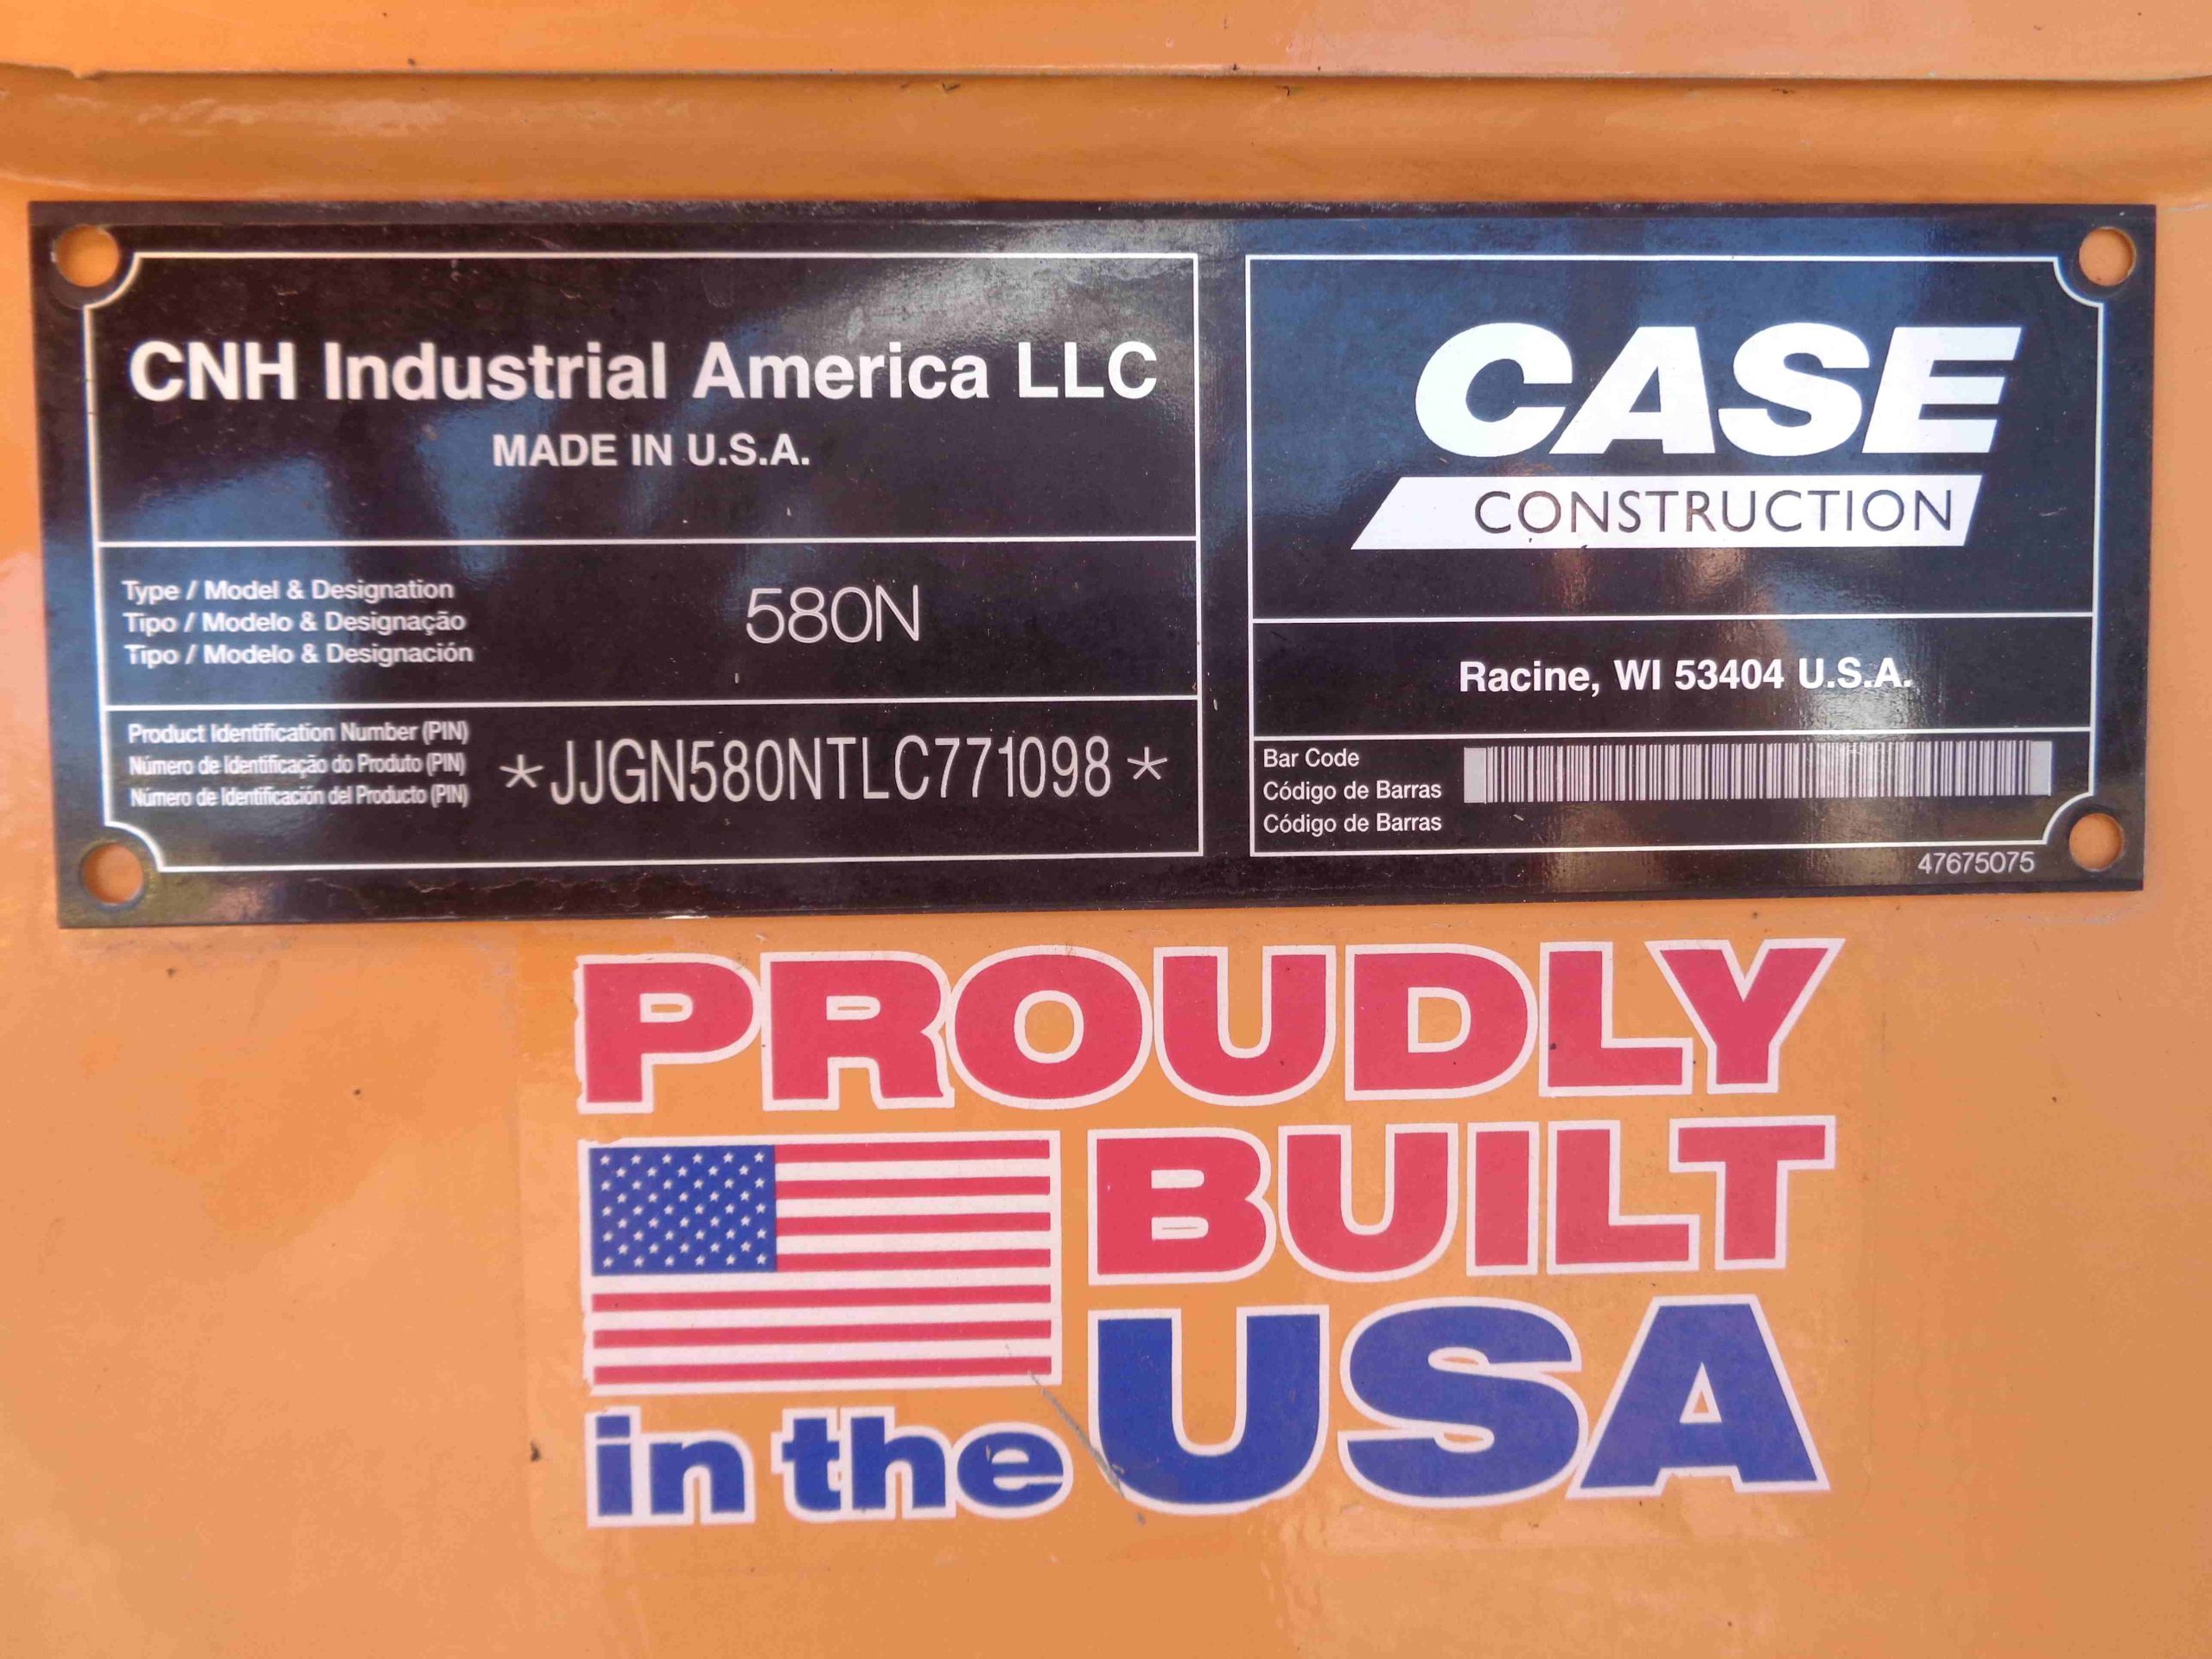 CNH Industrial America LLC
MADE IN U.S.A.
Type / Model & Designation
Tipo / Modelo & Designação
Tipo / Modelo & Designación
580N
Product Identification Number (PIN)
Número de Identificação do Produto (PIN)
Número de Identificación del Producto (PIN)
*JJGN580NTLC771098*
CASE
CONSTRUCTION
Racine, WI 53404 U.S.A.
Bar Code
Código de Barras
Código de Barras
47675075
PROUDLY
BUILT
in the USA